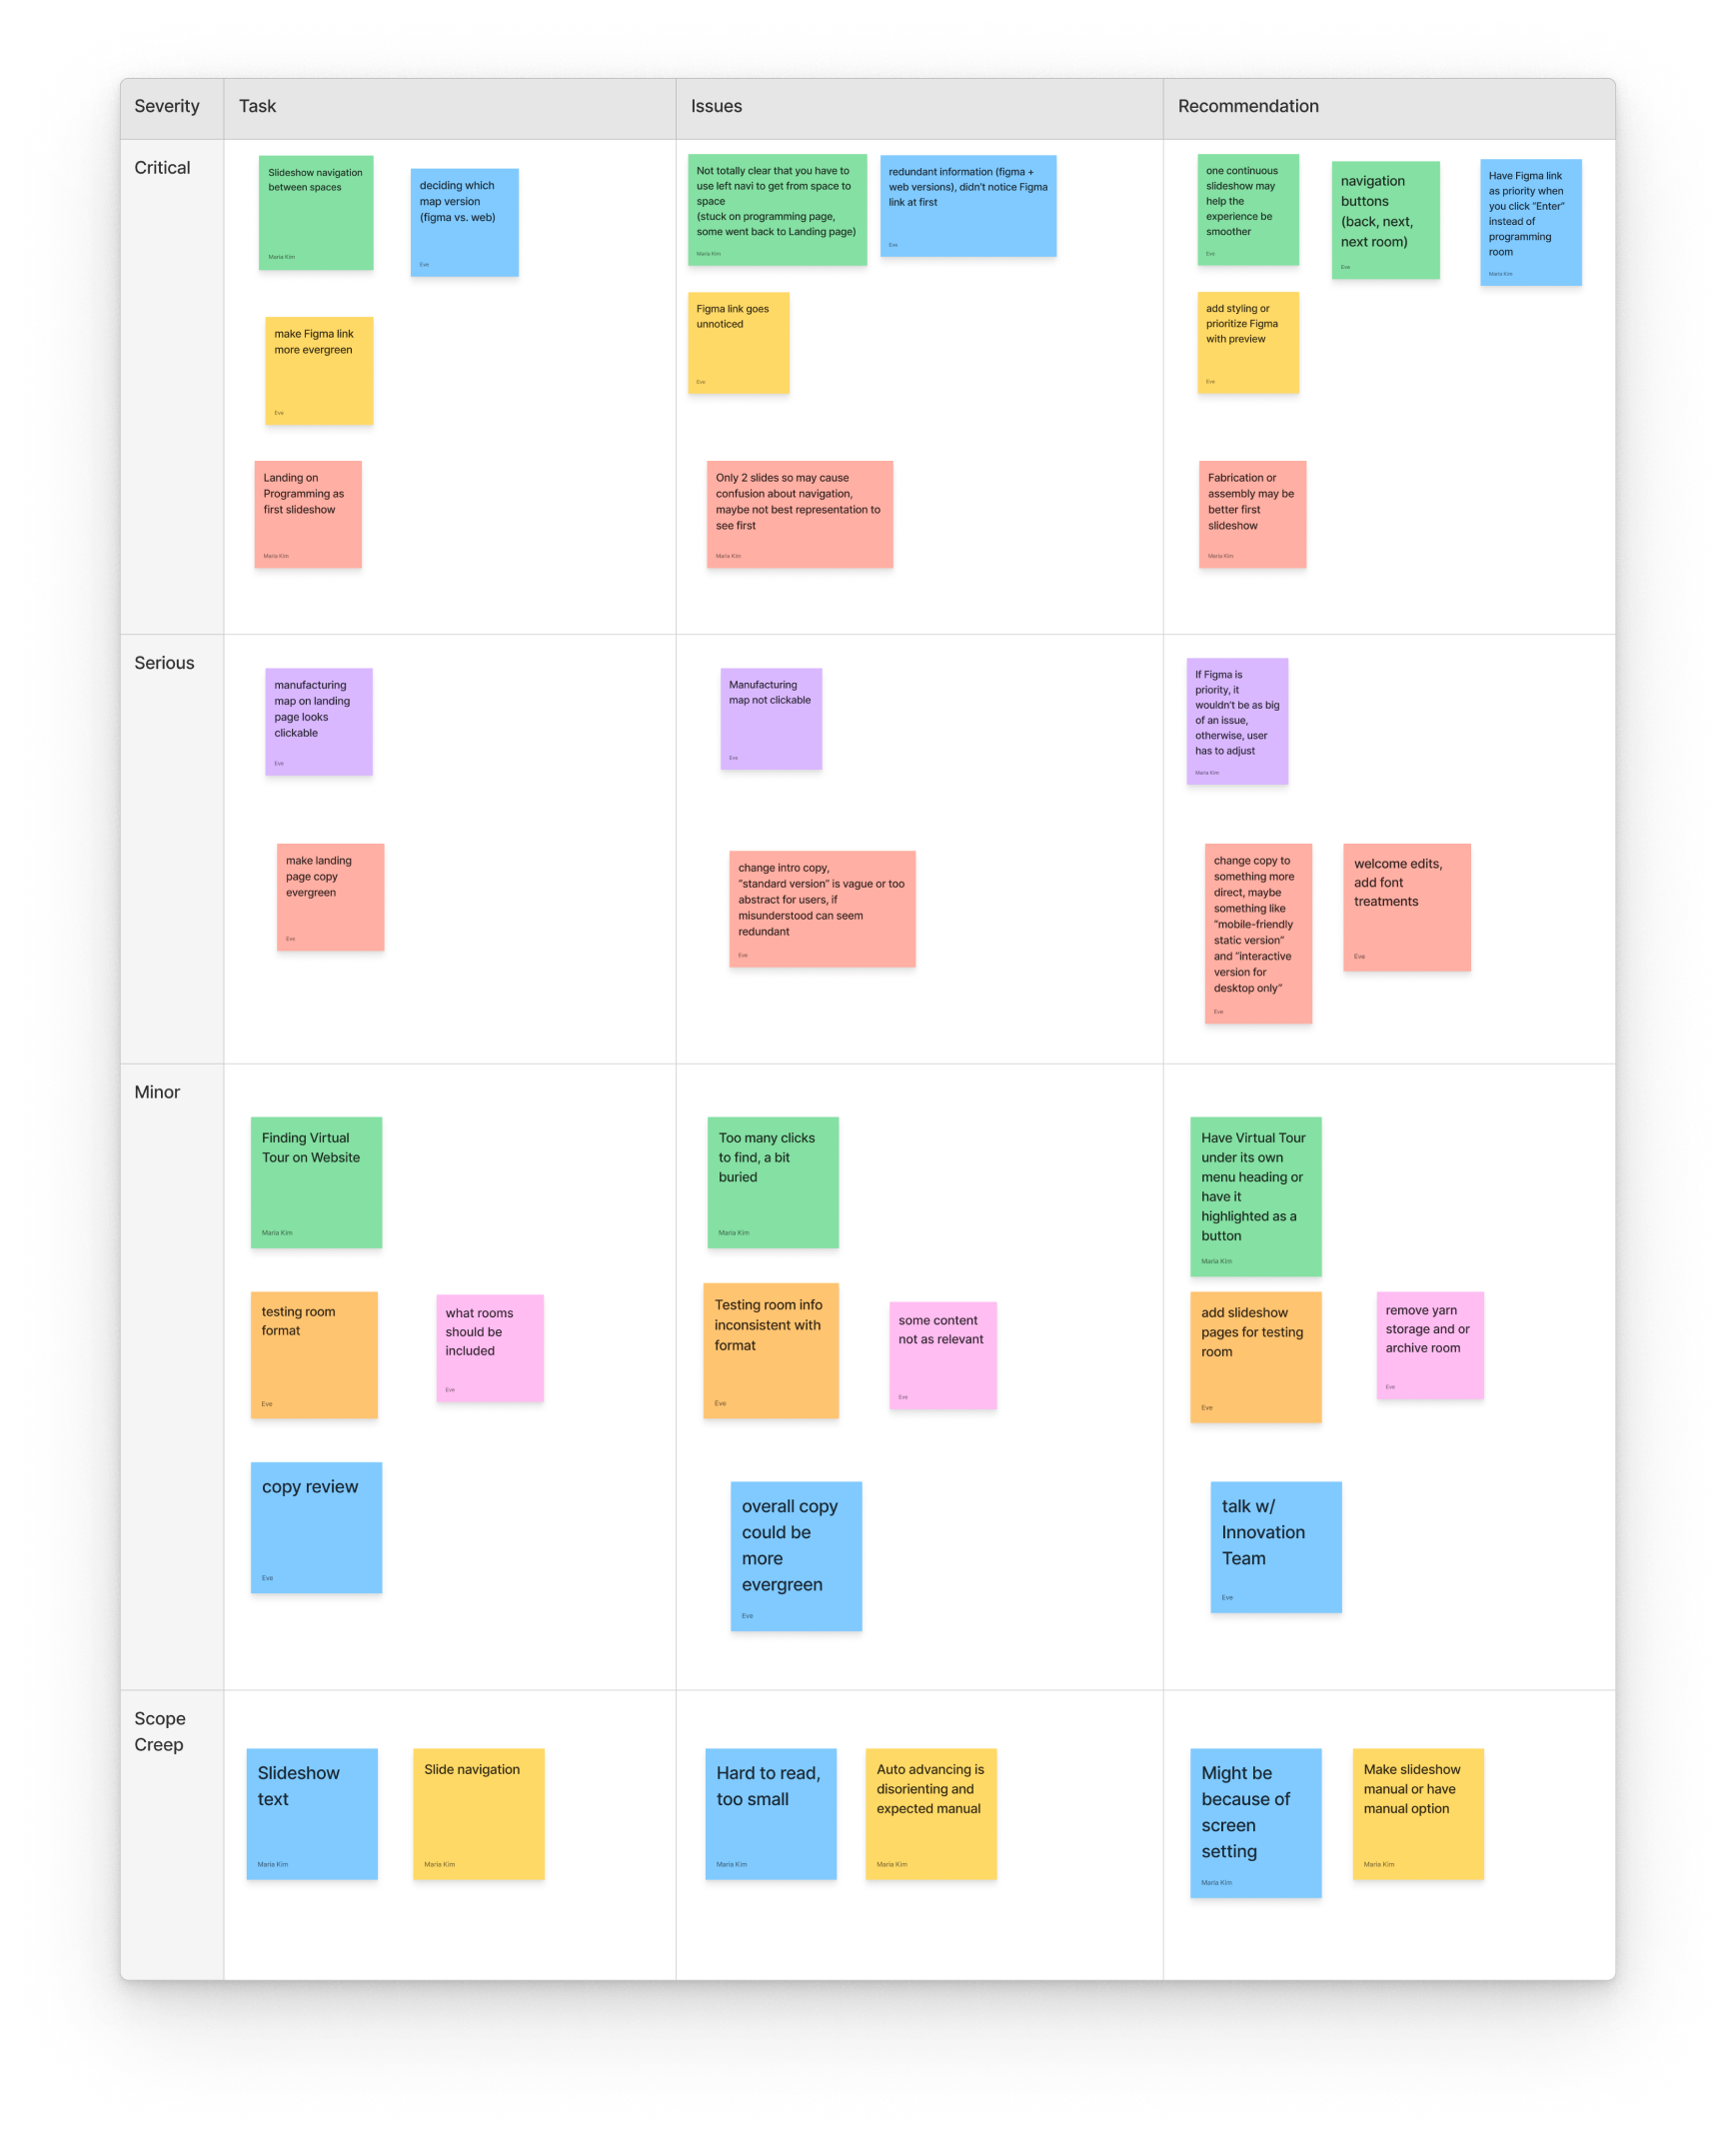 Severity
Task
Issues
Recommendation
Critical
Slideshow navigation
between spaces
Maria Kim
deciding which
map version
(figma vs. web)
Eve
Not totally clear that you have to
use left navi to get from space to
space
(stuck on programming page,
some went back to Landing page)
Maria Kim
redundant information (figma +
web versions), didn't notice Figma
link at first
Eve
one continuous
slideshow may
help the
experience be
smoother
Eve
navigation
buttons
(back, next,
next room)
Eve
Have Figma link
as priority when
you click "Enter"
instead of
programming
room
Maria Kim
make Figma link
more evergreen
Eve
Figma link goes
unnoticed
Eve
add styling or
prioritize Figma
with preview
Eve
Landing on
Programming as
first slideshow
Maria Kim
Only 2 slides so may cause
confusion about navigation,
maybe not best representation to
see first
Maria Kim
Fabrication or
assembly may be
better first
slideshow
Maria Kim
Serious
manufacturing
map on landing
page looks
clickable
Eve
Manufacturing
map not clickable
Eve
If Figma is
priority, it
wouldn't be as big
of an issue,
otherwise, user
has to adjust
Maria Kim
make landing
page copy
evergreen
Eve
change intro copy,
"standard version" is vague or too
abstract for users, if
misunderstood can seem
redundant
Eve
change copy to
something more
direct, maybe
something like
"mobile-friendly
static version"
and "interactive
version for
desktop only"
Eve
welcome edits,
add font
treatments
Eve
Minor
Finding Virtual
Tour on Website
Maria Kim
Too many clicks
to find, a bit
buried
Maria Kim
Have Virtual Tour
under its own
menu heading or
have it
highlighted as a
button
Maria Kim
testing room
format
Eve
what rooms
should be
included
Eve
Testing room info
inconsistent with
format
Eve
some content
not as relevant
Eve
add slideshow
pages for testing
room
Eve
remove yarn
storage and or
archive room
Eve
copy review
Eve
overall copy
could be
more
evergreen
Eve
talk w/
Innovation
Team
Eve
Scope
Creep
Slideshow
text
Maria Kim
Slide navigation
Maria Kim
Hard to read,
too small
Maria Kim
Auto advancing is
disorienting and
expected manual
Maria Kim
Might be
because of
screen
setting
Maria Kim
Make slideshow
manual or have
manual option
Maria Kim